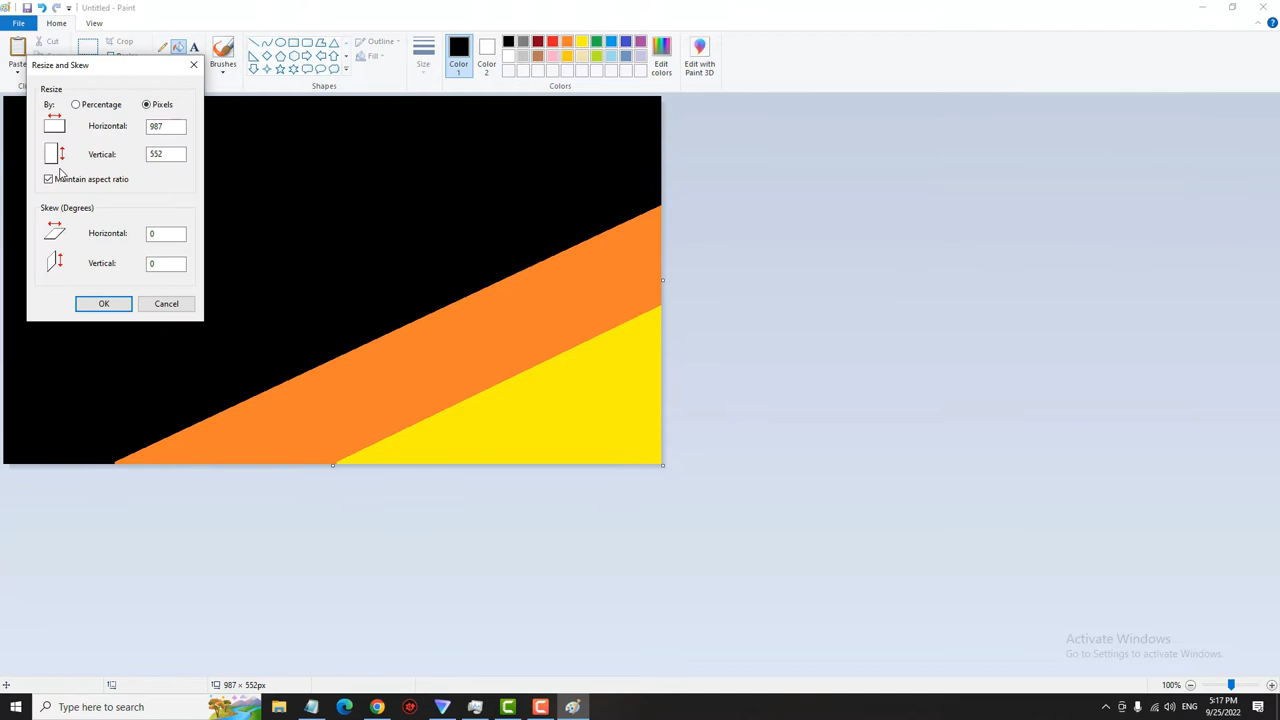 Untitled - Paint
File
Home
View
Paste
Cut
Crop
A
Brushes
Shapes
Outline
Fill
Size
Color
1
Color
2
Edit
colors
Edit with
Paint 3D
Resize and Skew
Resize
By:
Percentage
Pixels
Horizontal:
987
Vertical:
552
Maintain aspect ratio
Skew (Degrees)
Horizontal:
0
Vertical:
0
OK
Cancel
Activate Windows
Go to Settings to activate Windows.
987 × 552px
100%
Type here to search
ENG
5:17 PM
9/25/2022